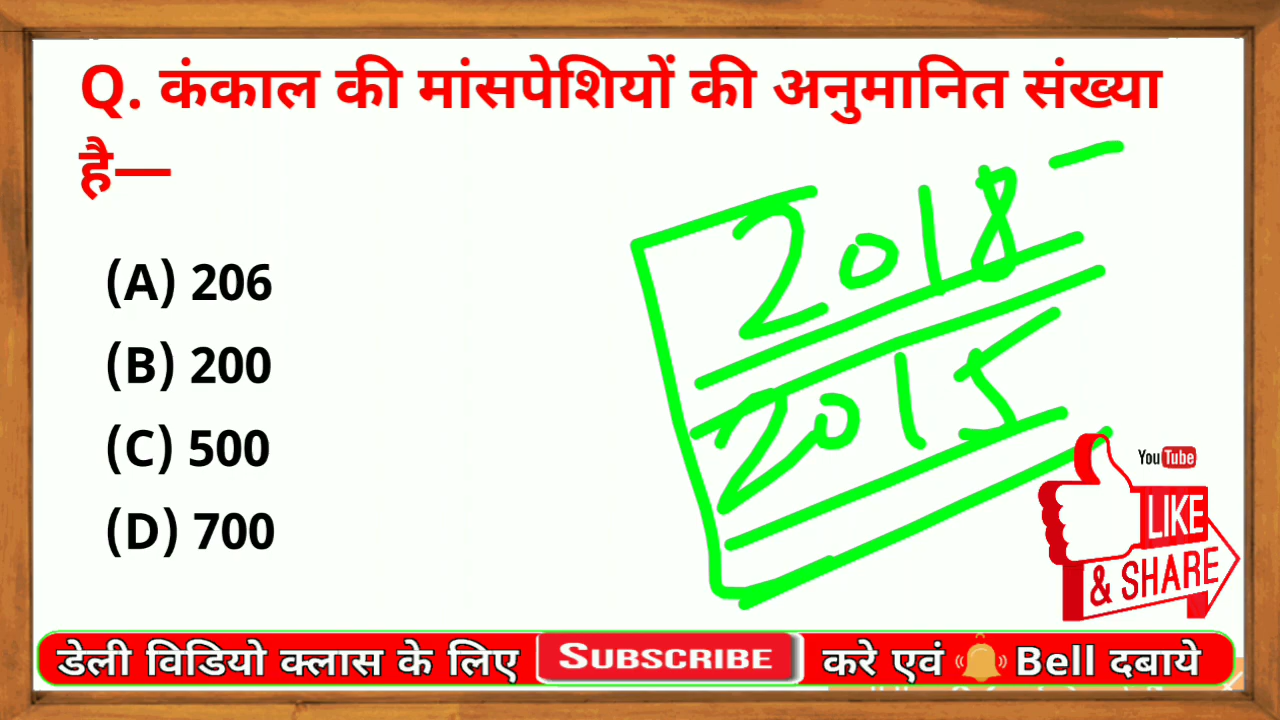 Q. कंकाल की मांसपेशियों की अनुमानित संख्या
है—
(A) 206
(B) 200
(C) 500
(D) 700
2018
2015
YouTube
LIKE
& SHARE
डेली विडियो क्लास के लिए SUBSCRIBE करे एवं Bell दबाये